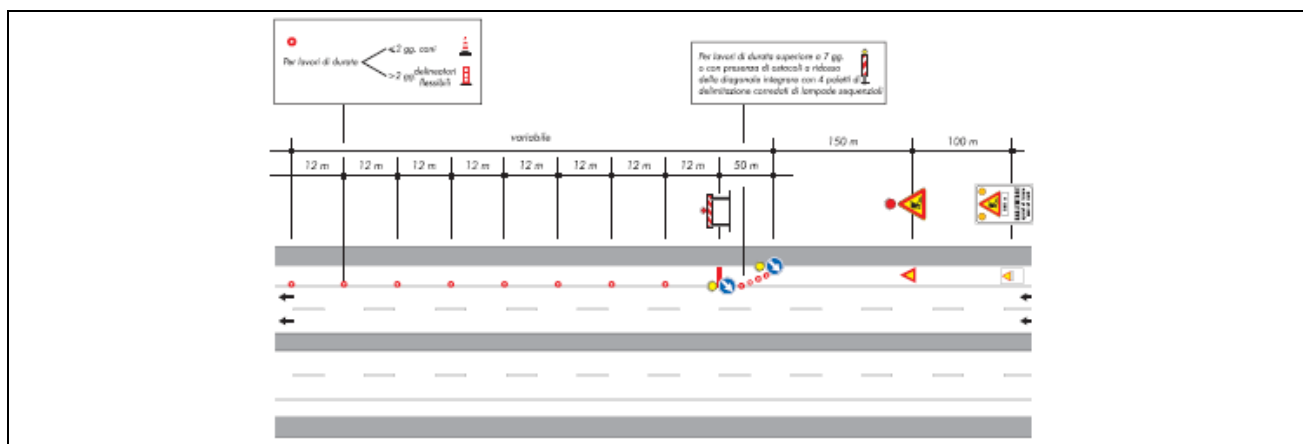 Per lavori di durata
⩽2 gg. coni
>2 gg. delineatori
flessibili
Per lavori di durata superiore a 7 gg.
o con presenza di ostacoli a ridosso
della diagonale integrare con 4 paletti di
delimitazione corredati di lampade sequenziali
variabile
150 m
100 m
12 m
12 m
12 m
12 m
12 m
12 m
12 m
12 m
50 m